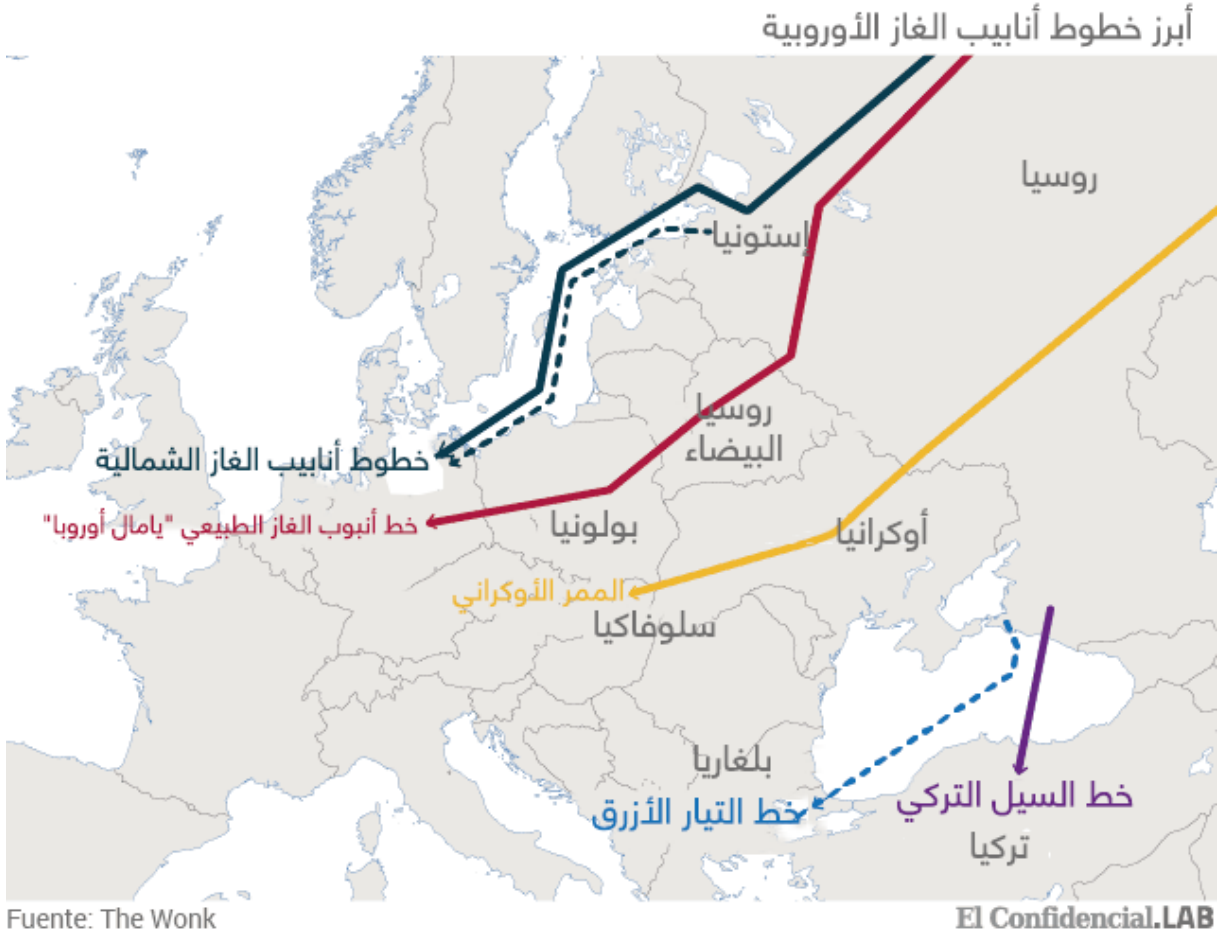 أبرز خطوط أنابيب الغاز الأوروبية
روسيا
إستونيا
روسيا
البيضاء
خطوط أنابيب الغاز الشمالية
خط أنبوب الغاز الطبيعي "يامال أوروبا"
بولونيا
أوكرانيا
الممر الأوكراني
سلوفاكيا
بلغاريا
خط السيل التركي
خط التيار الأزرق
تركيا
Fuente: The Wonk
El Confidencial.LAB